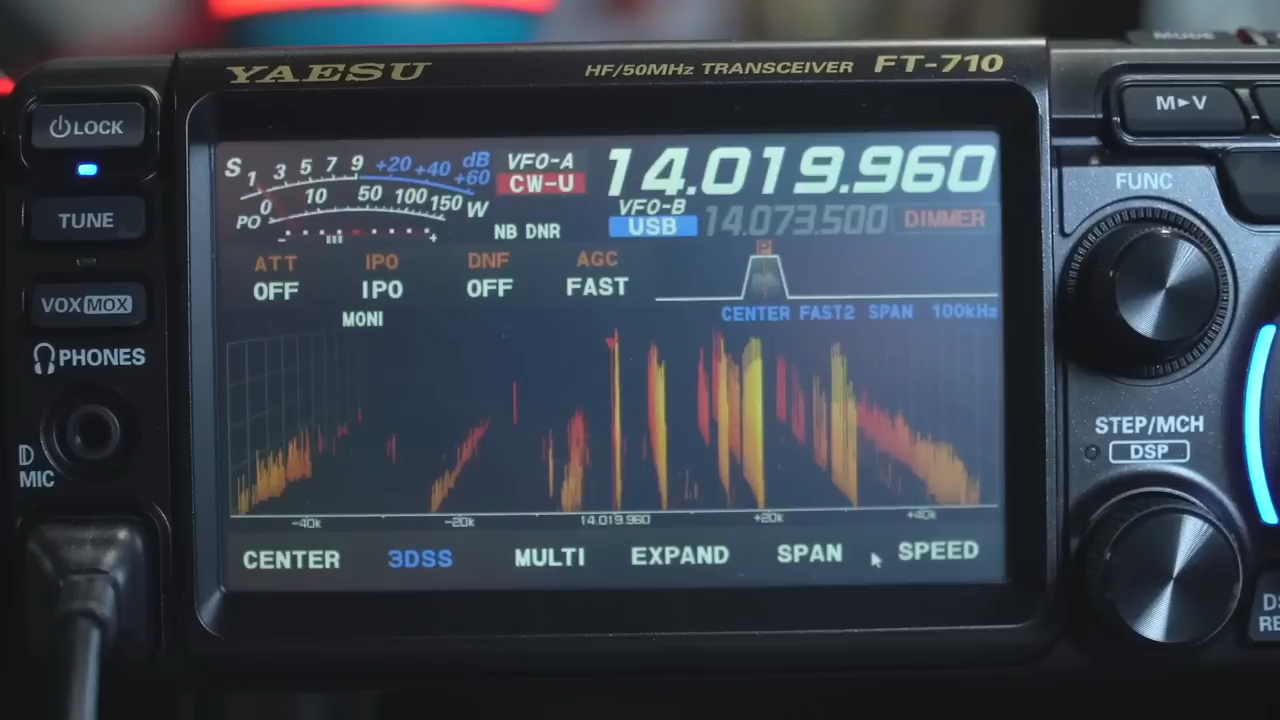 YAESU HF/50MHz TRANSCEIVER FT-710
LOCK
TUNE
VOX MOX
PHONES
MIC
S 1 3 5 7 9 +20 +40 +60 dB
PO 0 10 50 100 150 W
- +
VFO-A
CW-U
14.019.960
VFO-B
USB
14.073.500
DIMMER
NB DNR
ATT IPO DNF AGC
OFF IPO OFF FAST
MONI
CENTER FAST2 SPAN 100kHz
-40k -20k 14.019.960 +20k +40k
CENTER 3DSS MULTI EXPAND SPAN SPEED
MODE
M►V
FUNC
STEP/MCH
DSP